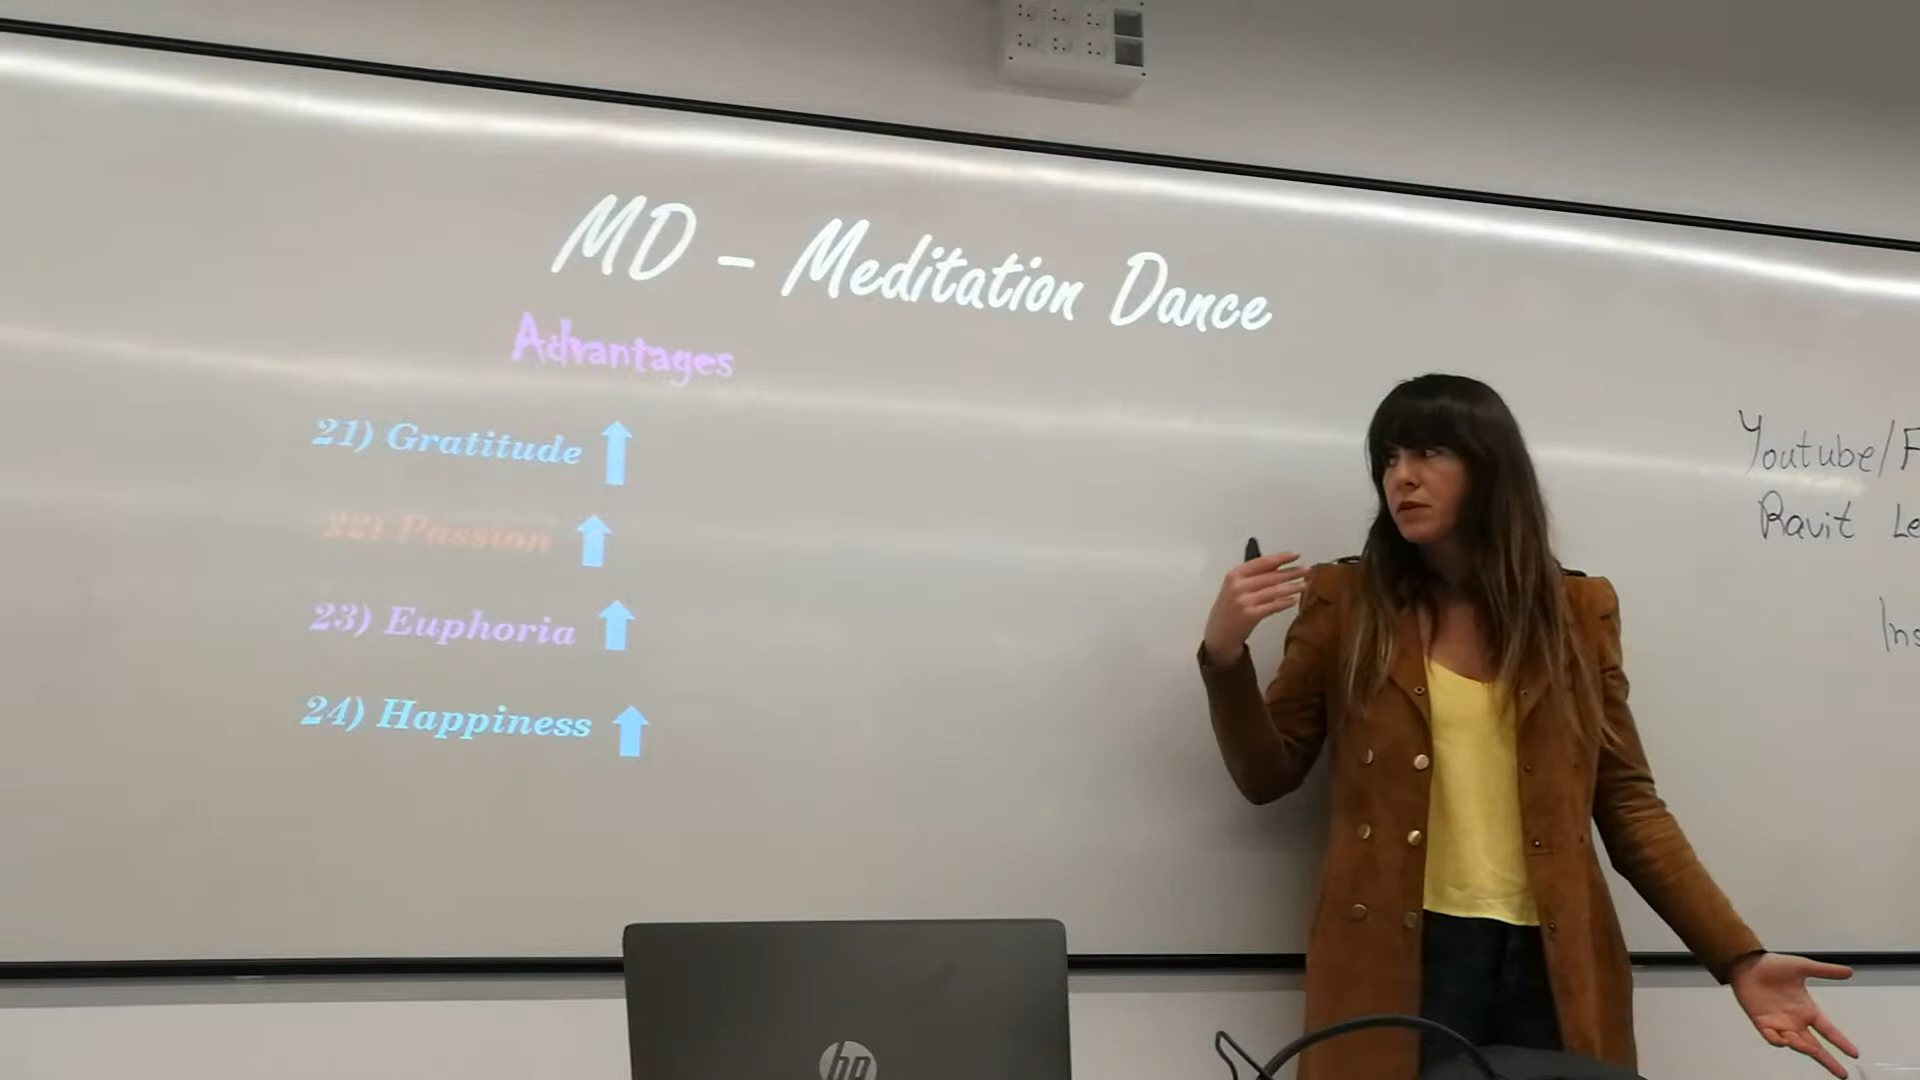 MD – Meditation Dance
Advantages
21) Gratitude
22) Passion
23) Euphoria
24) Happiness
Youtube/F
Ravit Le
Ins
hp